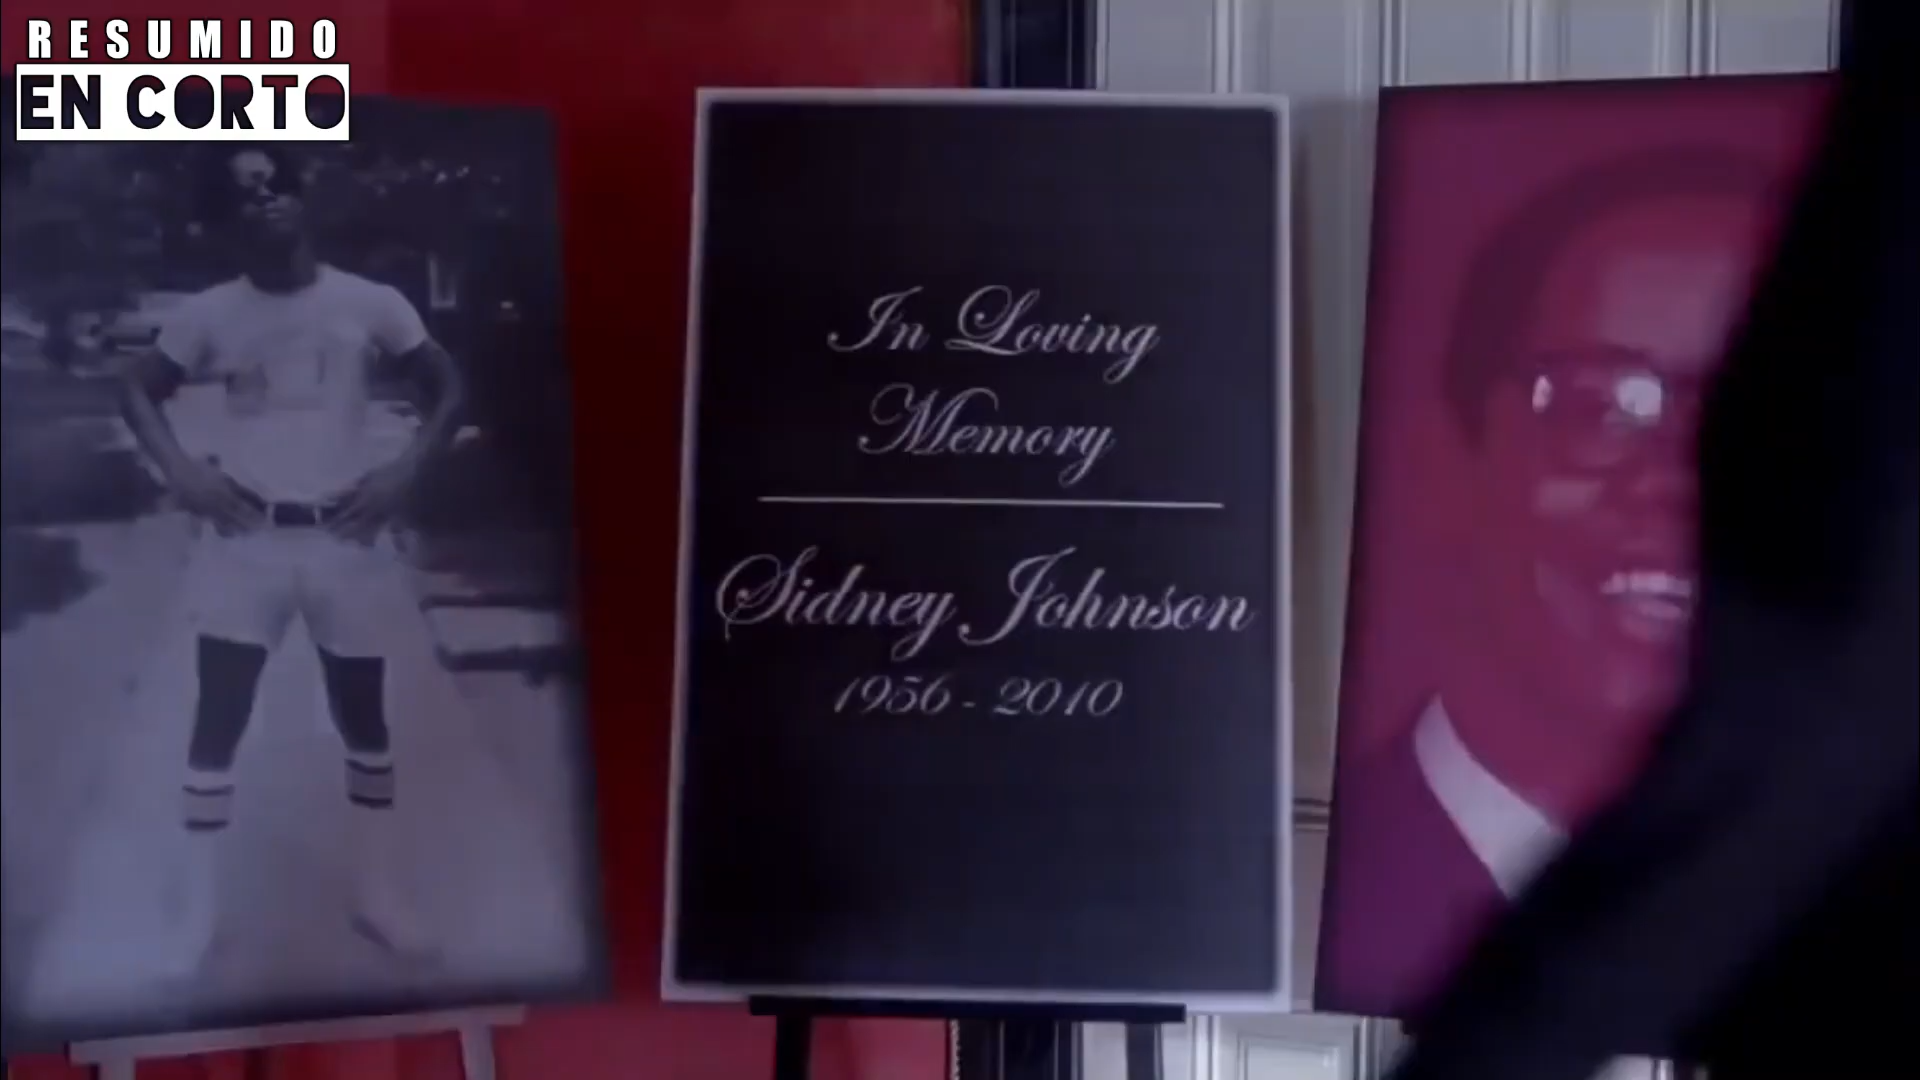 RESUMIDO
EN CORTO
In Loving
Memory
Sidney Johnson
1956 - 2010